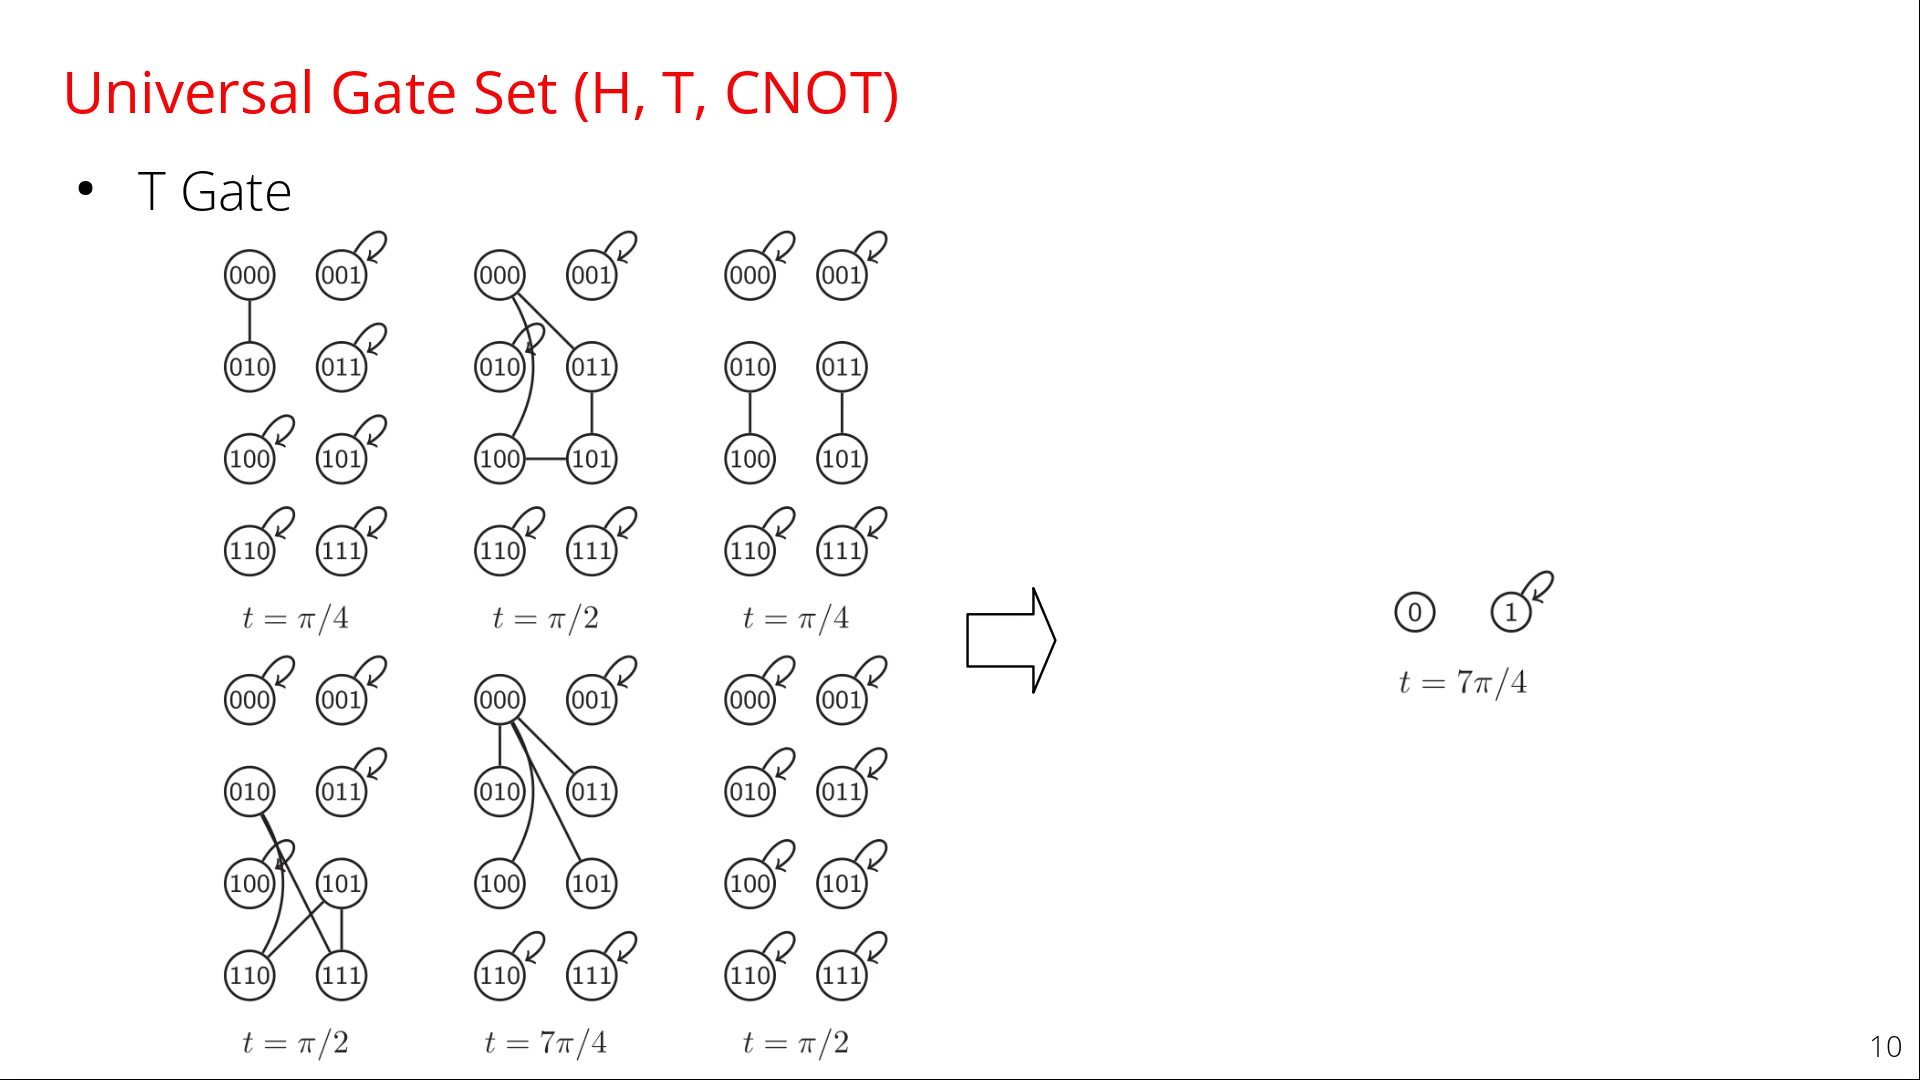 Universal Gate Set (H, T, CNOT)
• T Gate
000 001 000 001 000 001
010 011 010 011 010 011
100 101 100 101 100 101
110 111 110 111 110 111
t = π/4 t = π/2 t = π/4
0 1
t = 7π/4
000 001 000 001 000 001
010 011 010 011 010 011
100 101 100 101 100 101
110 111 110 111 110 111
t = π/2 t = 7π/4 t = π/2
10